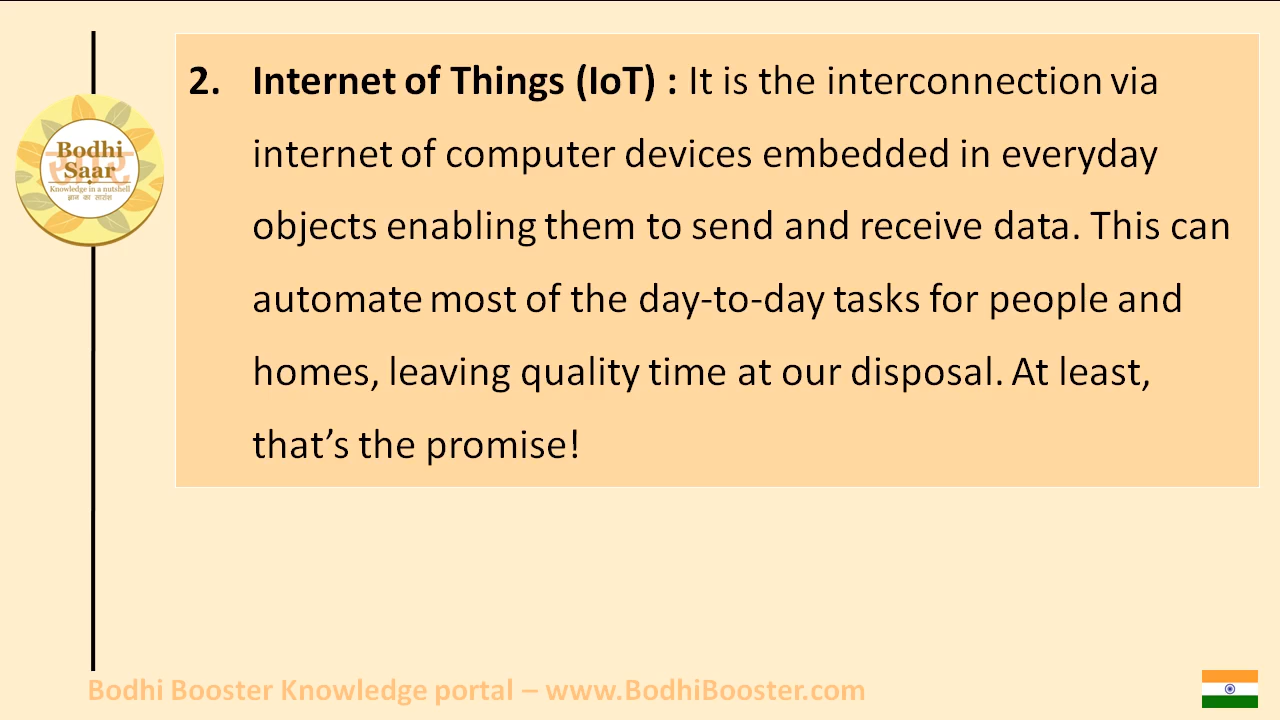 2. Internet of Things (IoT) : It is the interconnection via
internet of computer devices embedded in everyday
objects enabling them to send and receive data. This can
automate most of the day-to-day tasks for people and
homes, leaving quality time at our disposal. At least,
that’s the promise!
Bodhi
Saar
Knowledge in a nutshell
ज्ञान का सारांश
Bodhi Booster Knowledge portal – www.BodhiBooster.com